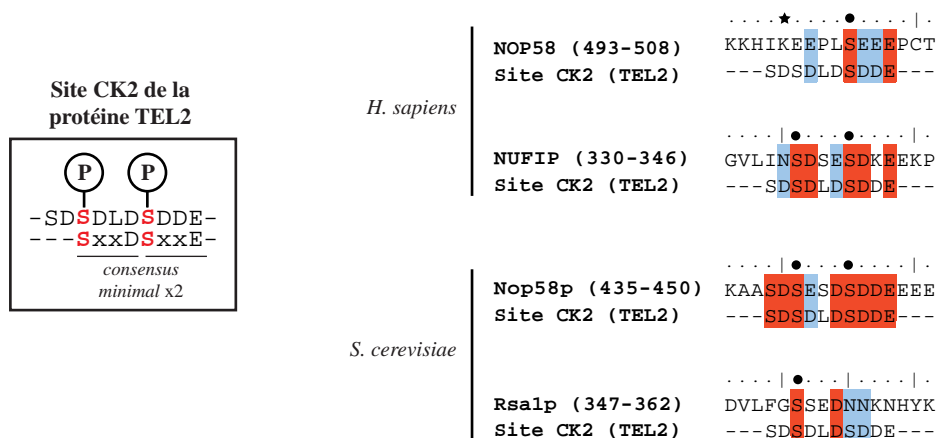 Site CK2 de la
protéine TEL2
P P
-SDSDLDSDDE-
---SxxDSxxE-
consensus
minimal x2
H. sapiens
. . . . ★ . . . . ● . . . . | .
NOP58 (493-508) KKHIKEEPLSEEEPCT
Site CK2 (TEL2) ---SDSDLDSDDE---
. . . . | ● . . . ● . . . . | .
NUFIP (330-346) GVLINSDSESDKEEKP
Site CK2 (TEL2) ---SDSDLDSDDE---
S. cerevisiae
. . . . | ● . . . ● . . . . | .
Nop58p (435-450) KAASDSESDSDDEEEE
Site CK2 (TEL2) ---SDSDLDSDDE---
. . . . | ● . . . | . . . . | .
Rsa1p (347-362) DVLFGSSEDNNKNHYK
Site CK2 (TEL2) ---SDSDLDSDDE---